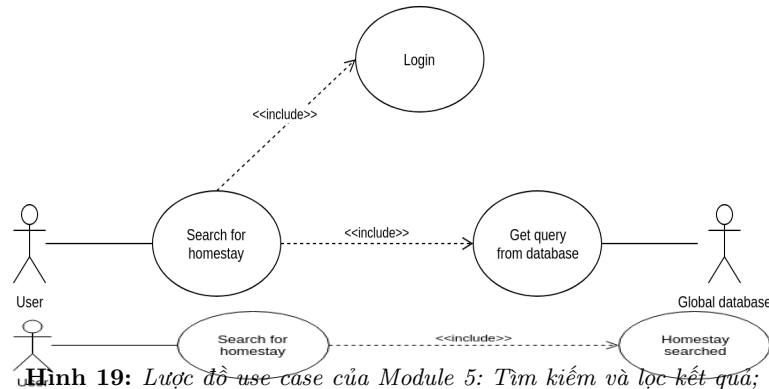 Login
<<include>>
Search for
homestay
<<include>>
Get query
from database
User
Global database
Search for
homestay
<<include>>
Homestay
searched
User
Hình 19: Lược đồ use case của Module 5: Tìm kiếm và lọc kết quả;